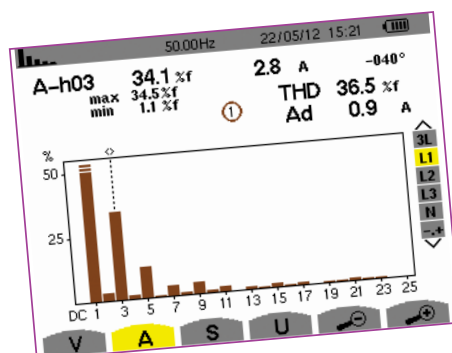 50.00Hz 22/05/12 15:21
A-h03 34.1 %f 2.8 A -040°
max 34.5%f THD 36.5 %f
min 1.1 %f ① Ad 0.9 A
%
50
25
DC 1 3 5 7 9 11 13 15 17 19 21 23 25
3L
L1
L2
L3
N
-.+
V A S U